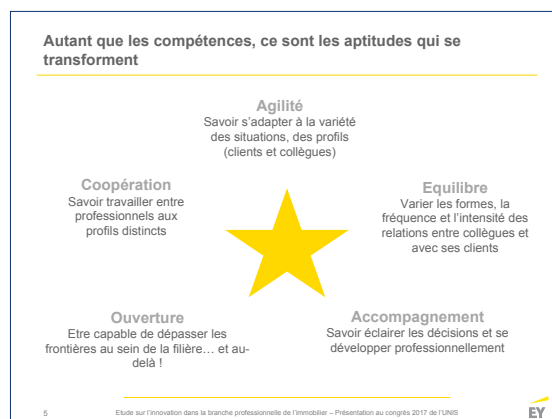 Autant que les compétences, ce sont les aptitudes qui se
transforment
Agilité
Savoir s'adapter à la variété
des situations, des profils
(clients et collègues)
Coopération
Savoir travailler entre
professionnels aux
profils distincts
Equilibre
Varier les formes, la
fréquence et l'intensité des
relations entre collègues et
avec ses clients
Ouverture
Etre capable de dépasser les
frontières au sein de la filière… et au-
delà !
Accompagnement
Savoir éclairer les décisions et se
développer professionnellement
5
Etude sur l'innovation dans la branche professionnelle de l'immobilier – Présentation au congrès 2017 de l'UNIS
EY